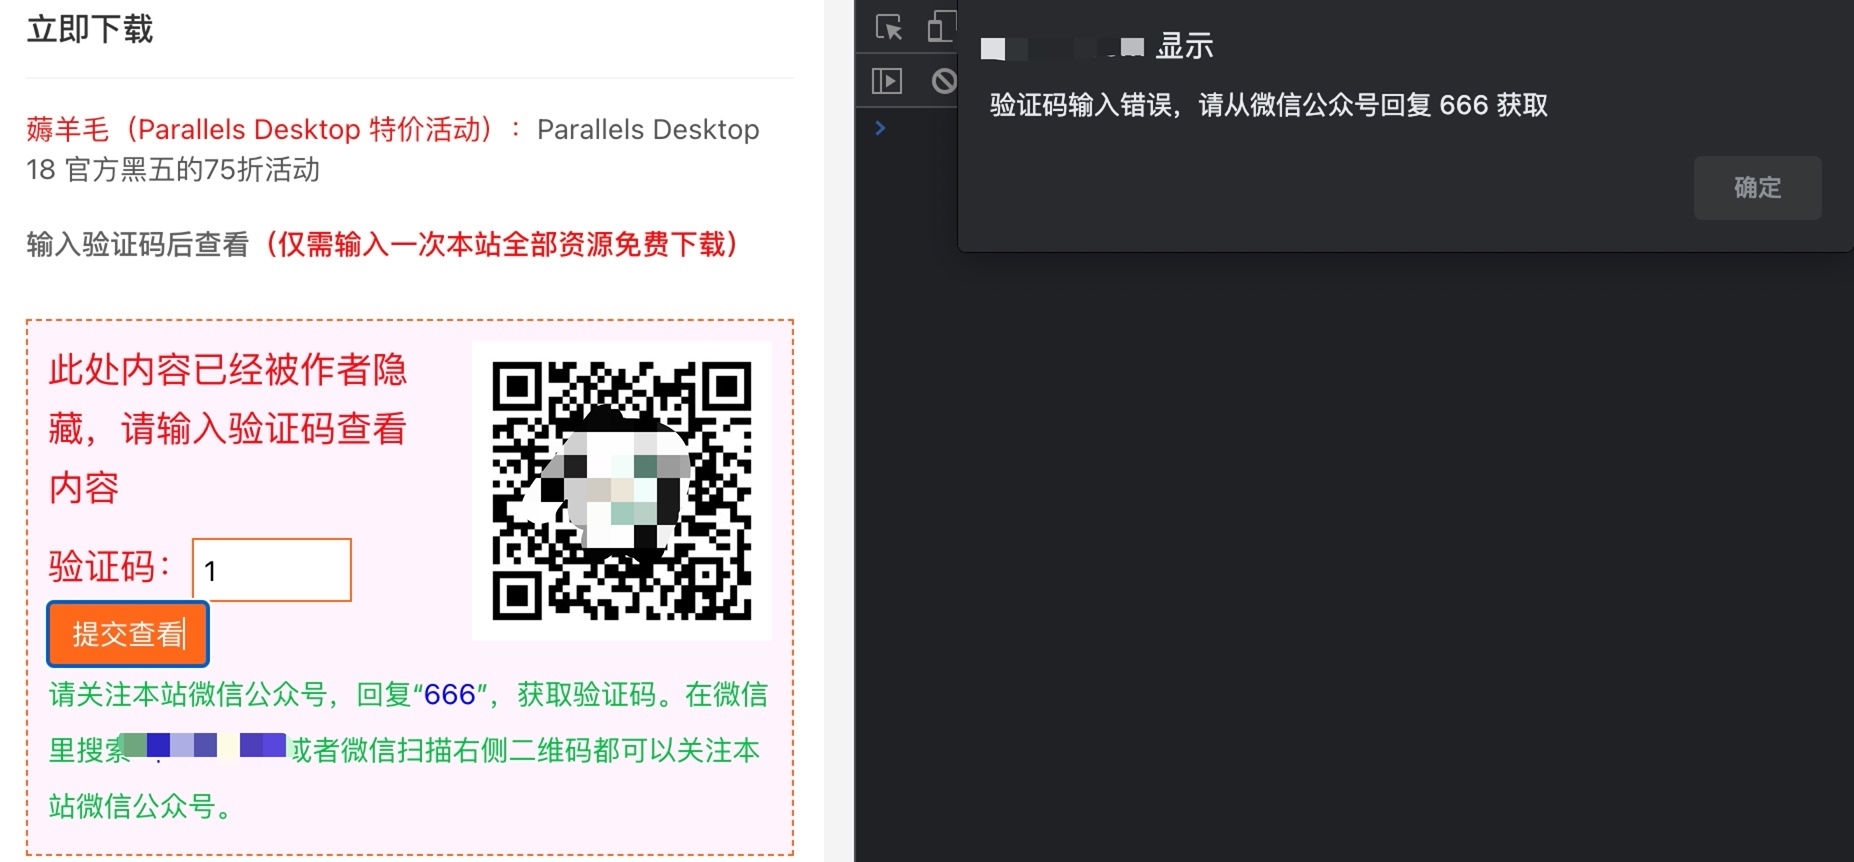 立即下载
薅羊毛（Parallels Desktop 特价活动）：Parallels Desktop
18 官方黑五的75折活动
输入验证码后查看（仅需输入一次本站全部资源免费下载）
此处内容已经被作者隐
藏，请输入验证码查看
内容
验证码：1
提交查看
请关注本站微信公众号，回复“666”，获取验证码。在微信
里搜索或者微信扫描右侧二维码都可以关注本
站微信公众号。
显示
验证码输入错误，请从微信公众号回复 666 获取
确定